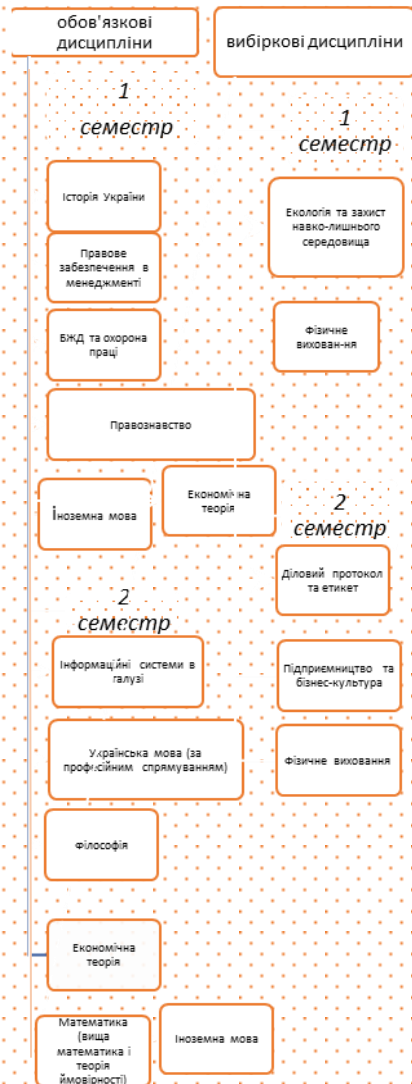 обов'язкові
дисципліни
1
семестр
Історія України
Правове
забезпечення в
менеджменті
БЖД та охорона
праці
Правознавство
Іноземна мова
Економічна
теорія
2
семестр
Інформаційні системи в
галузі
Українська мова (за
професійним спрямуванням)
Філософія
Економічна
теорія
Математика
(вища
математика і
теорія
ймовірності)
Іноземна мова
вибіркові дисципліни
1
семестр
Екологія та захист
навко-лишнього
середовища
Фізичне
вихован-ня
2
семестр
Діловий протокол
та етикет
Підприємництво та
бізнес-культура
Фізичне виховання